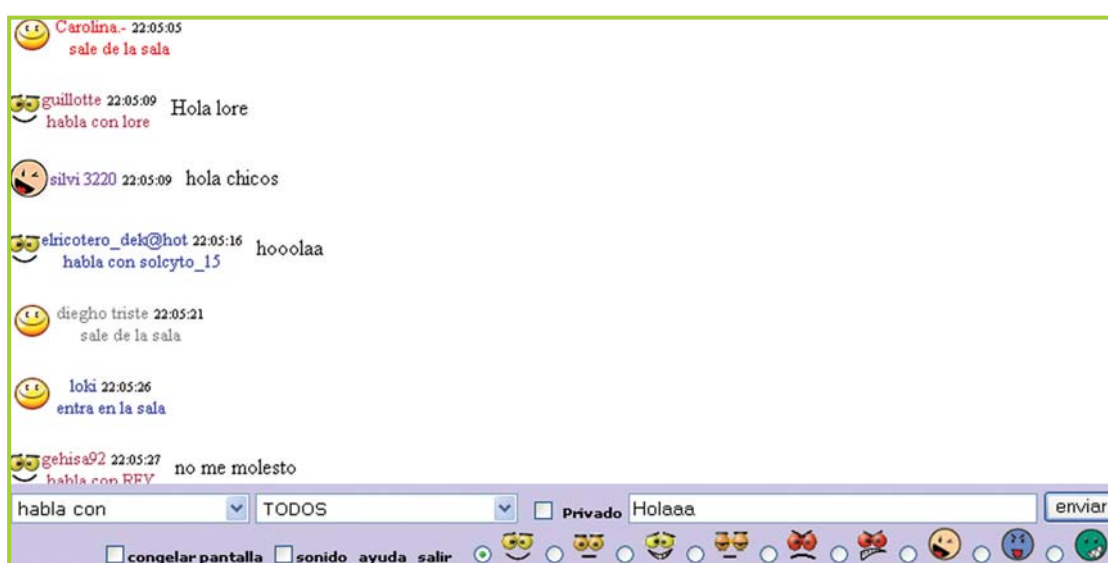 Carolina.- 22:05:05
sale de la sala
guillotte 22:05:09 Hola lore
habla con lore
silvi 3220 22:05:09 hola chicos
elricotero_dek@hot 22:05:16 hooolaa
habla con solcyto_15
diegho triste 22:05:21
sale de la sala
loki 22:05:26
entra en la sala
gehisa92 22:05:27 no me molesto
habla con REY
habla con TODOS Privado Holaaa enviar
congelar pantalla sonido ayuda salir